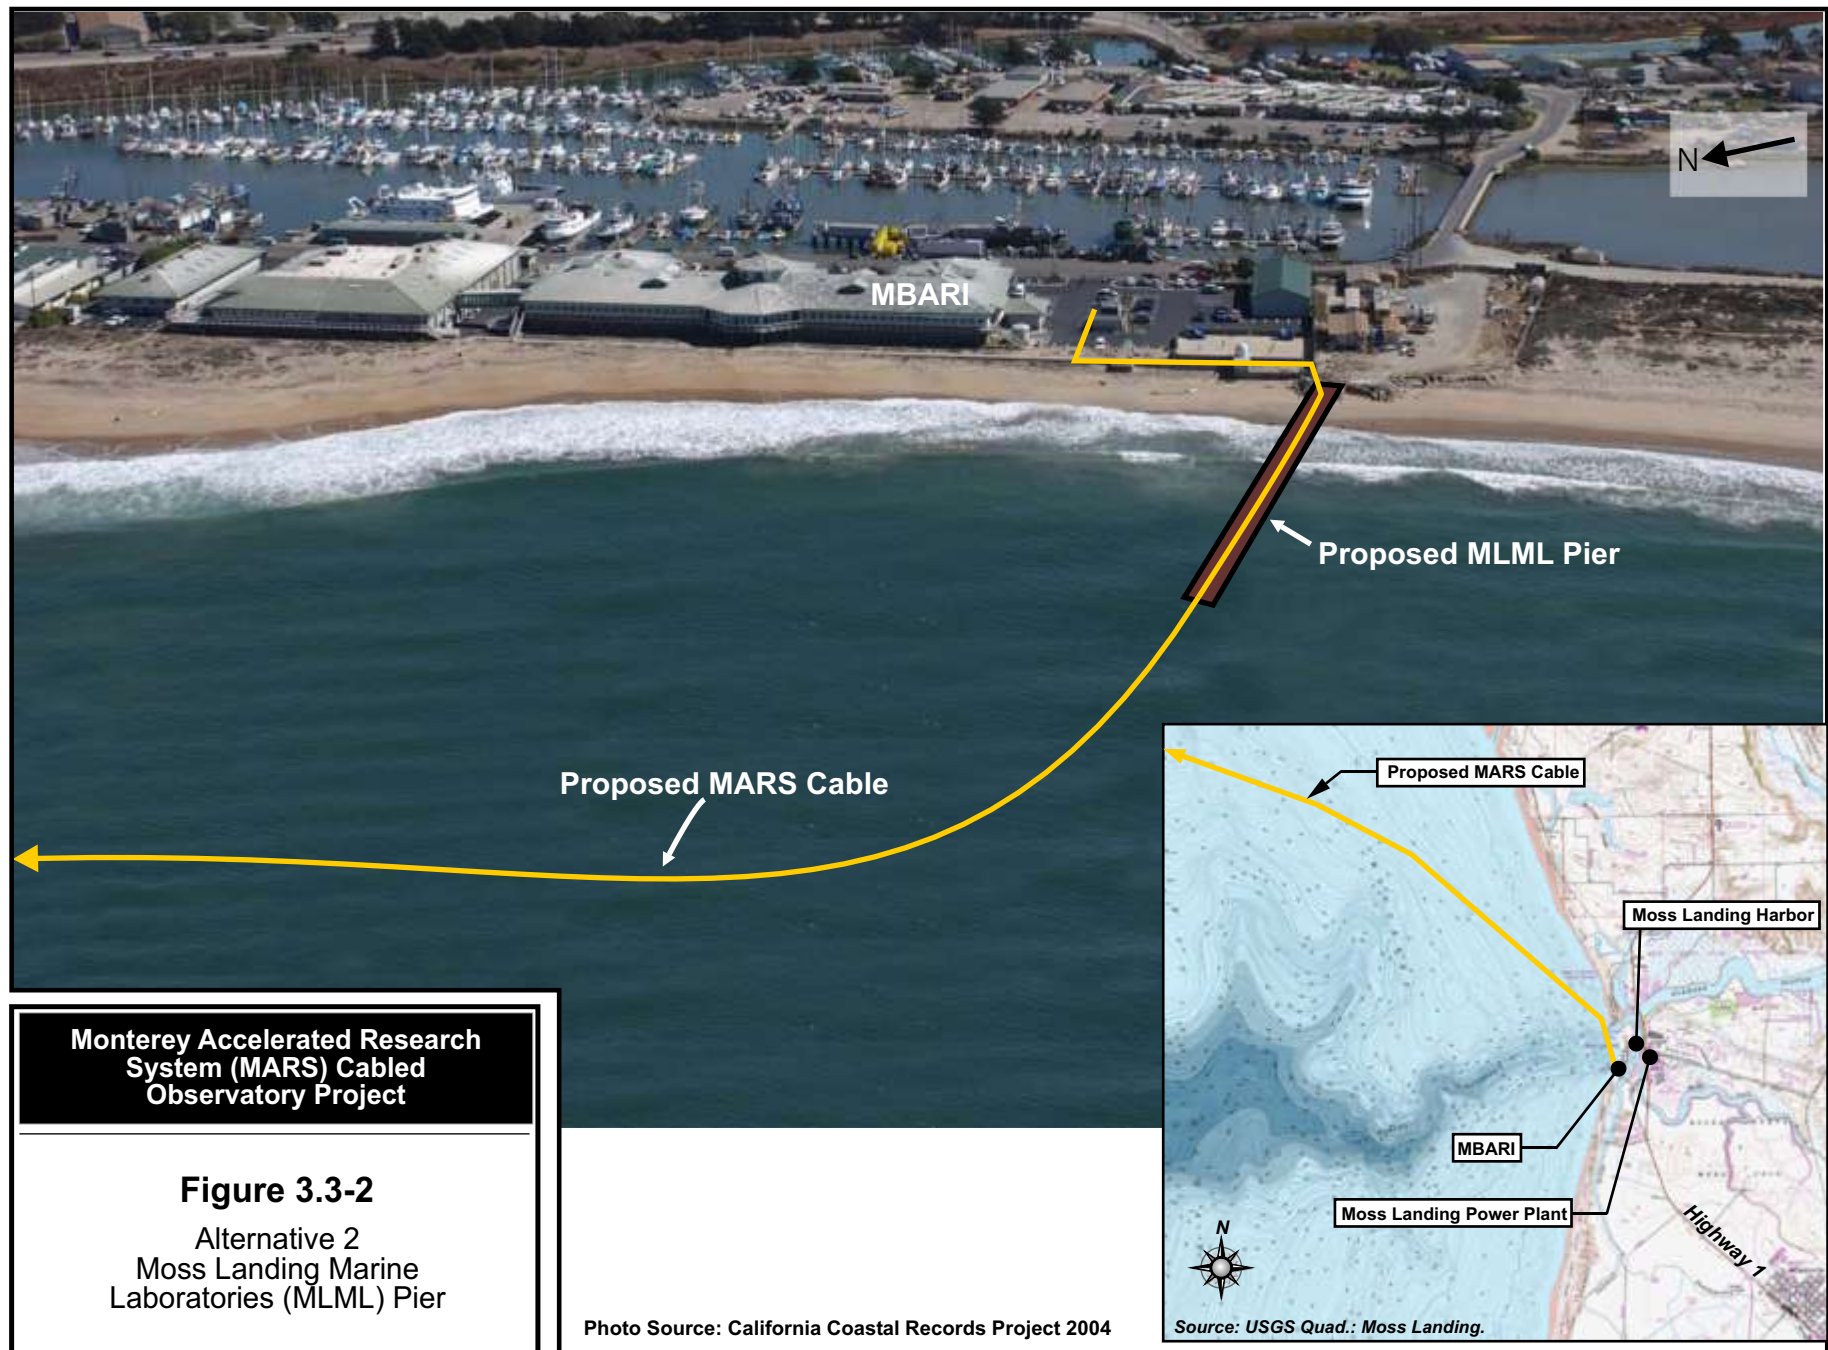 N
MBARI
Proposed MLML Pier
Proposed MARS Cable
Proposed MARS Cable
Moss Landing Harbor
MBARI
Moss Landing Power Plant
Highway 1
N
Source: USGS Quad.: Moss Landing.
Monterey Accelerated Research
System (MARS) Cabled
Observatory Project
Figure 3.3-2
Alternative 2
Moss Landing Marine
Laboratories (MLML) Pier
Photo Source: California Coastal Records Project 2004